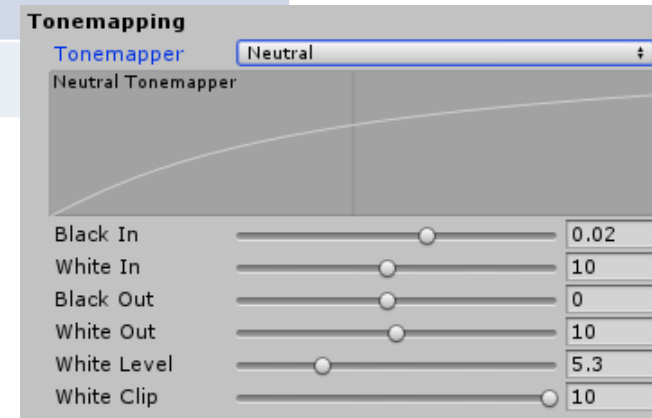 Tonemapping
Tonemapper Neutral
Neutral Tonemapper
Black In 0.02
White In 10
Black Out 0
White Out 10
White Level 5.3
White Clip 10